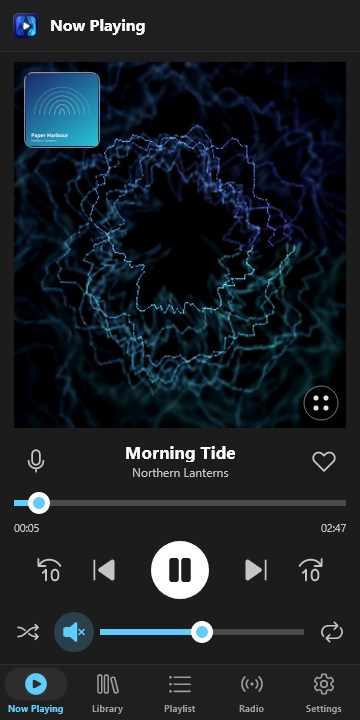 Now Playing
Paper Harbour
Morning Tide
Northern Lanterns
00:05
02:47
10
10
Now Playing
Library
Playlist
Radio
Settings